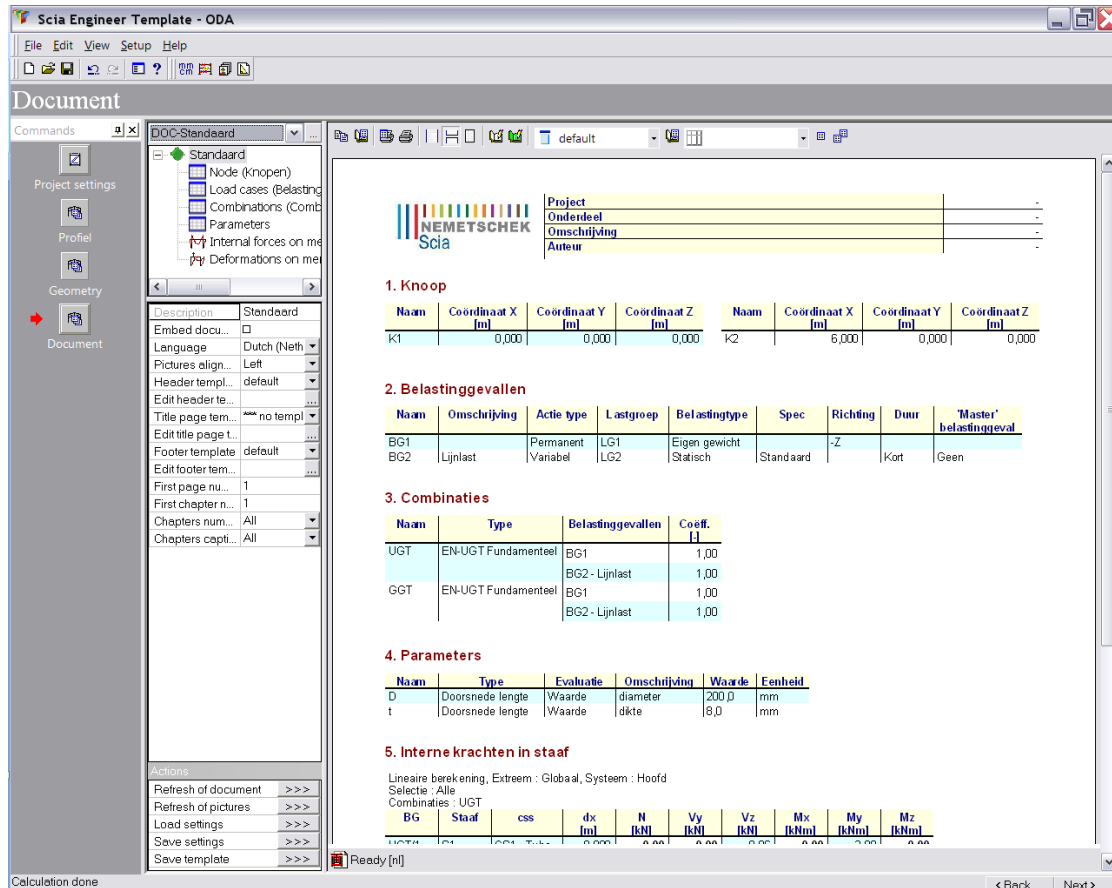 Scia Engineer Template - ODA
File Edit View Setup Help
Document
Commands
Project settings
Profiel
Geometry
Document
DOC-Standaard
...
Standaard
Node (Knopen)
Load cases (Belasting
Combinations (Comb
Parameters
Internal forces on me
Deformations on mer
Description Standaard
Embed docu...
Language Dutch (Neth
Pictures align... Left
Header templ... default
Edit header te... ...
Title page tem... *** no templ
Edit title page t... ...
Footer template default
Edit footer tem... ...
First page nu... 1
First chapter n... 1
Chapters num... All
Chapters capti... All
Actions
Refresh of document >>>
Refresh of pictures >>>
Load settings >>>
Save settings >>>
Save template >>>
default
NEMETSCHEK
Scia
Project -
Onderdeel -
Omschrijving -
Auteur -
1. Knoop
Naam Coördinaat X [m] Coördinaat Y [m] Coördinaat Z [m] Naam Coördinaat X [m] Coördinaat Y [m] Coördinaat Z [m]
K1 0,000 0,000 0,000 K2 6,000 0,000 0,000
2. Belastinggevallen
Naam Omschrijving Actie type Lastgroep Belastingtype Spec Richting Duur 'Master' belastinggeval
BG1 Permanent LG1 Eigen gewicht -Z
BG2 Lijnlast Variabel LG2 Statisch Standaard Kort Geen
3. Combinaties
Naam Type Belastinggevallen Coëff. [-]
UGT EN-UGT Fundamenteel BG1 1,00
BG2 - Lijnlast 1,00
GGT EN-UGT Fundamenteel BG1 1,00
BG2 - Lijnlast 1,00
4. Parameters
Naam Type Evaluatie Omschrijving Waarde Eenheid
D Doorsnede lengte Waarde diameter 200,0 mm
t Doorsnede lengte Waarde dikte 8,0 mm
5. Interne krachten in staaf
Lineaire berekening, Extreem : Globaal, Systeem : Hoofd
Selectie : Alle
Combinaties : UGT
BG Staaf css dx [m] N [kN] Vy [kN] Vz [kN] Mx [kNm] My [kNm] Mz [kNm]
Ready [nl]
Calculation done
< Back Next >